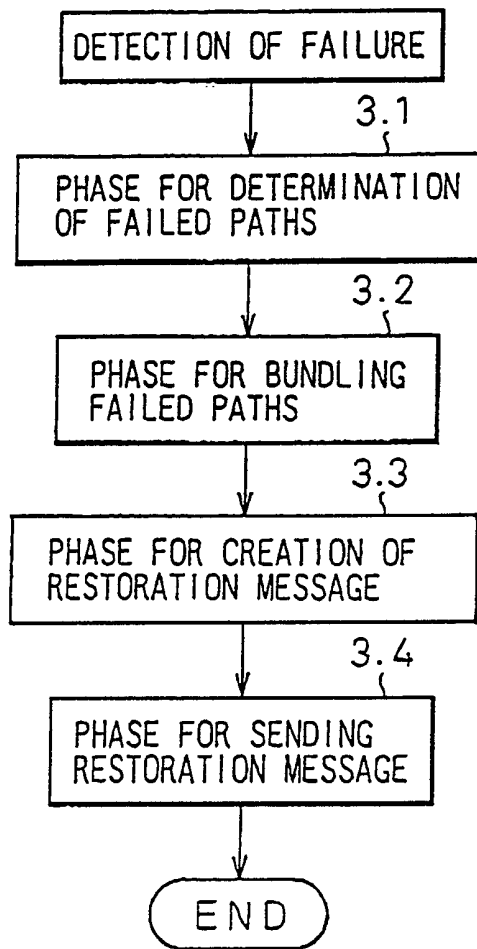 DETECTION OF FAILURE
3.1
PHASE FOR DETERMINATION
OF FAILED PATHS
3.2
PHASE FOR BUNDLING
FAILED PATHS
3.3
PHASE FOR CREATION OF
RESTORATION MESSAGE
3.4
PHASE FOR SENDING
RESTORATION MESSAGE
END